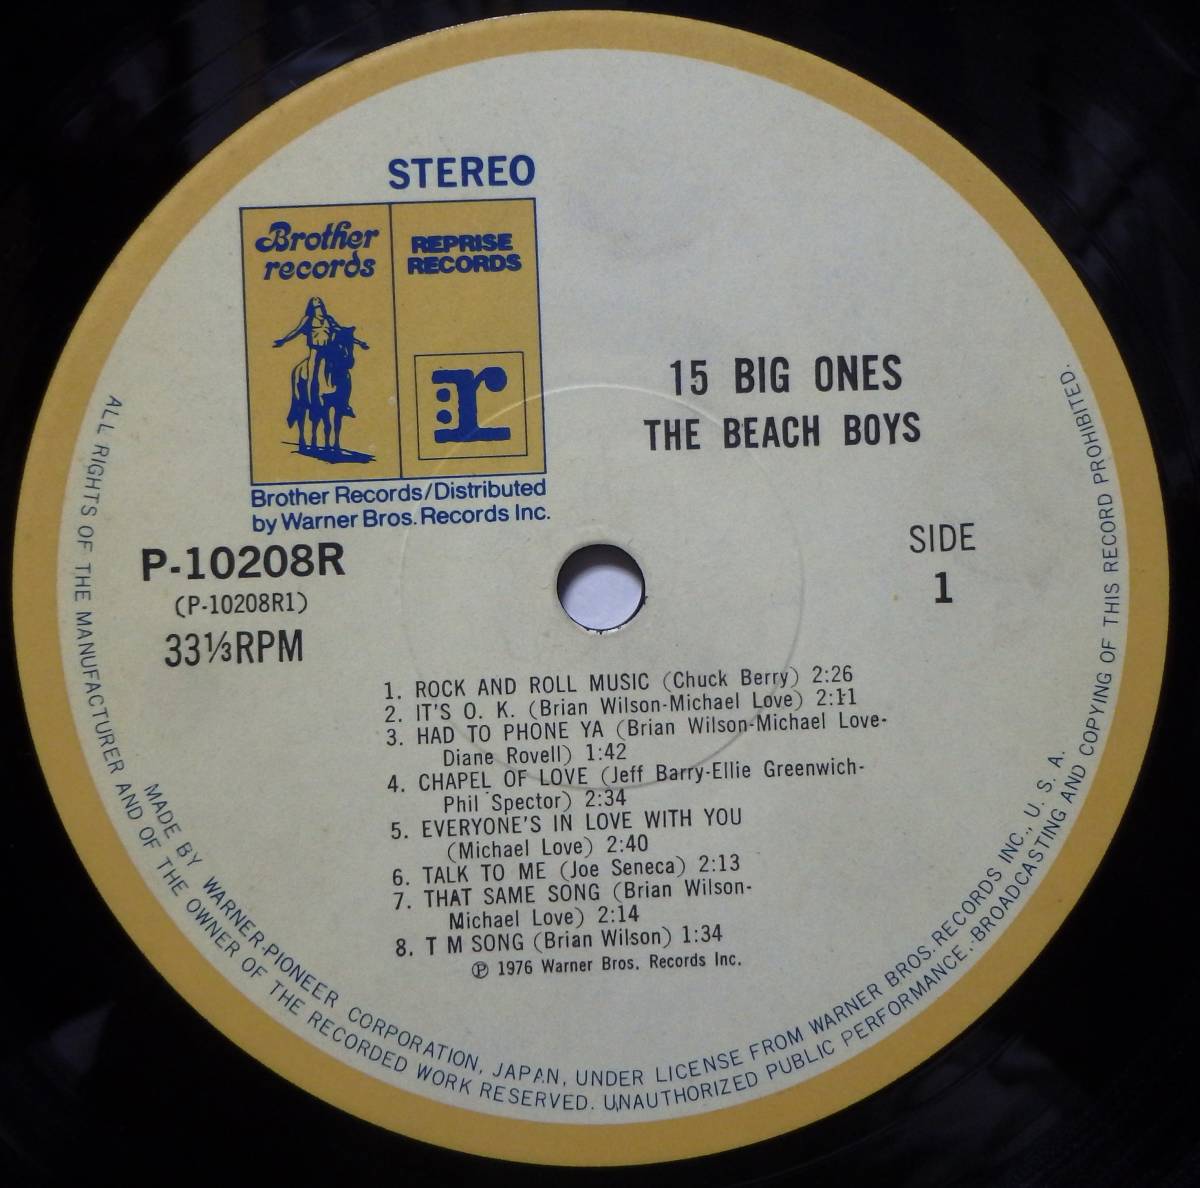 STEREO
Brother
records
REPRISE
RECORDS
r
Brother Records/Distributed
by Warner Bros. Records Inc.
P-10208R
(P-10208R1)
33⅓RPM
15 BIG ONES
THE BEACH BOYS
SIDE
1
1. ROCK AND ROLL MUSIC (Chuck Berry) 2:26
2. IT'S O. K. (Brian Wilson-Michael Love) 2:11
3. HAD TO PHONE YA (Brian Wilson-Michael Love-
Diane Rovell) 1:42
4. CHAPEL OF LOVE (Jeff Barry-Ellie Greenwich-
Phil Spector) 2:34
5. EVERYONE'S IN LOVE WITH YOU
(Michael Love) 2:40
6. TALK TO ME (Joe Seneca) 2:13
7. THAT SAME SONG (Brian Wilson-
Michael Love) 2:14
8. T M SONG (Brian Wilson) 1:34
℗ 1976 Warner Bros. Records Inc.
MADE BY WARNER-PIONEER CORPORATION, JAPAN, UNDER LICENSE FROM WARNER BROS. RECORDS INC., U. S. A.
ALL RIGHTS OF THE MANUFACTURER AND OF THE OWNER OF THE RECORDED WORK RESERVED. UNAUTHORIZED PUBLIC PERFORMANCE. BROADCASTING AND COPYING OF THIS RECORD PROHIBITED.